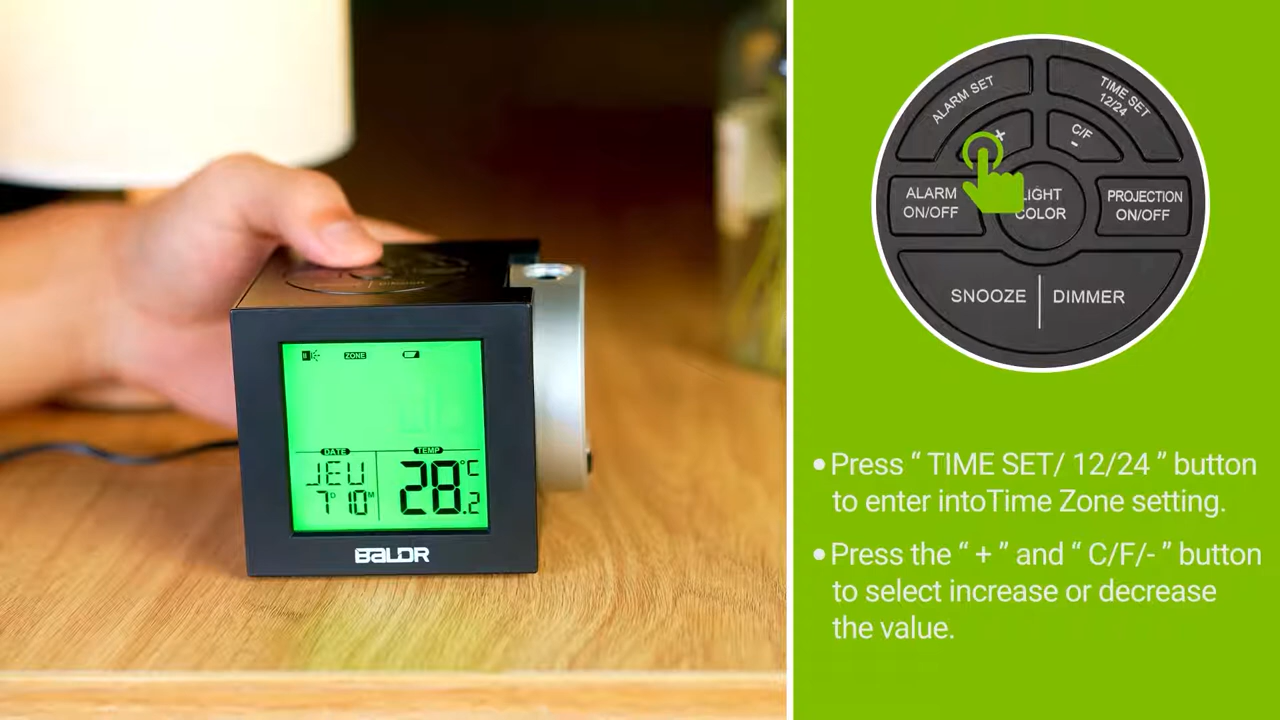 ZONE
DATE
TEMP
JEU
28.2°C
7D 10M
BALDR
ALARM SET
TIME SET
12/24
+
C/F
-
ALARM
ON/OFF
LIGHT
COLOR
PROJECTION
ON/OFF
SNOOZE | DIMMER
• Press “ TIME SET/ 12/24 ” button
to enter intoTime Zone setting.
• Press the “ + ” and “ C/F/- ” button
to select increase or decrease
the value.